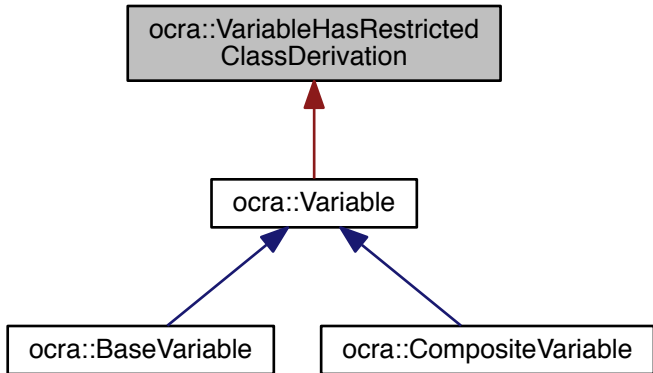 ocra::VariableHasRestricted
ClassDerivation
ocra::Variable
ocra::BaseVariable
ocra::CompositeVariable